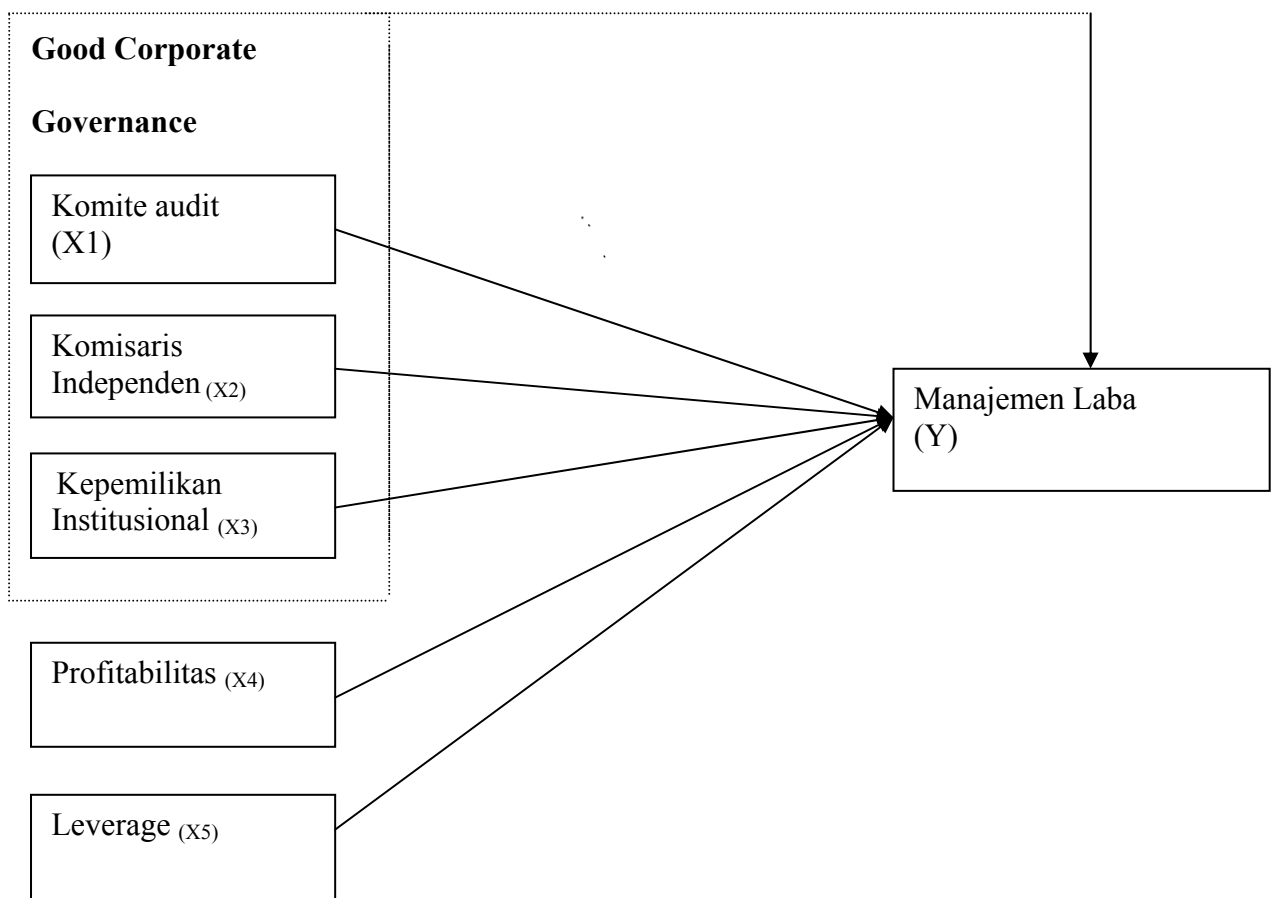 Good Corporate
Governance
Komite audit
(X1)
Komisaris
Independen (X2)
Kepemilikan
Institusional (X3)
Manajemen Laba
(Y)
Profitabilitas (X4)
Leverage (X5)